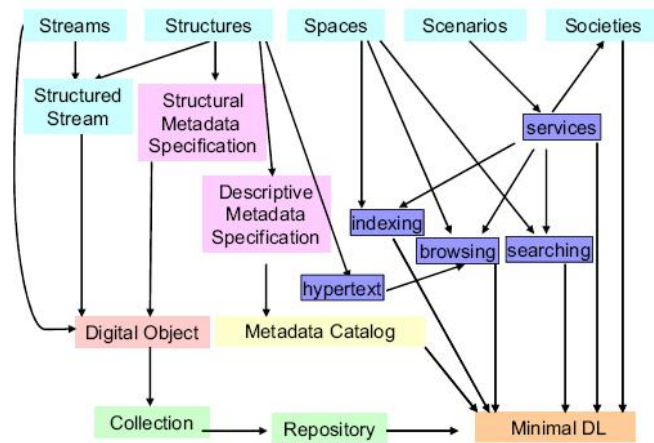 Streams
Structures
Spaces
Scenarios
Societies
Structured
Stream
Structural
Metadata
Specification
services
Descriptive
Metadata
Specification
indexing
browsing
searching
hypertext
Digital Object
Metadata Catalog
Collection
Repository
Minimal DL